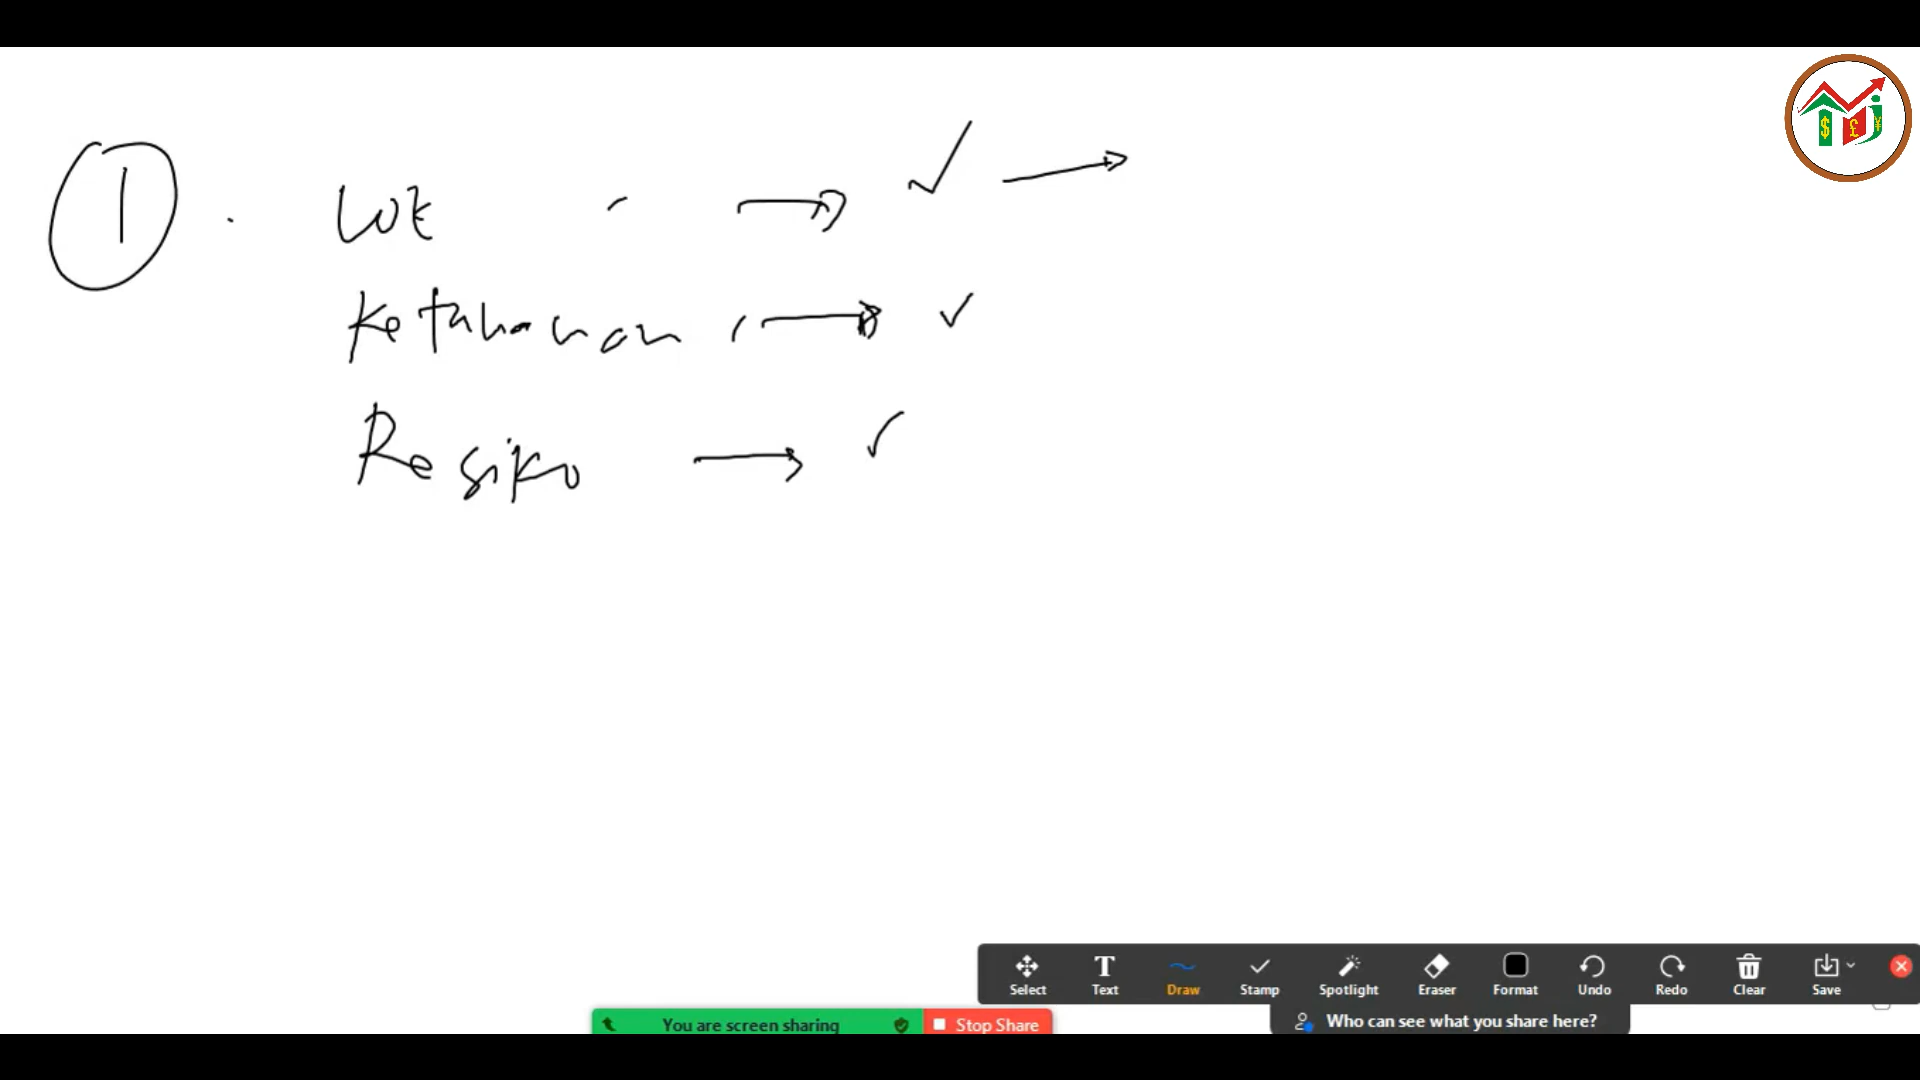 ① . Lot → ✓ →
Ketahanan → ✓
Resiko → ✓
Select Text Draw Stamp Spotlight Eraser Format Undo Redo Clear Save
You are screen sharing Stop Share
Who can see what you share here?